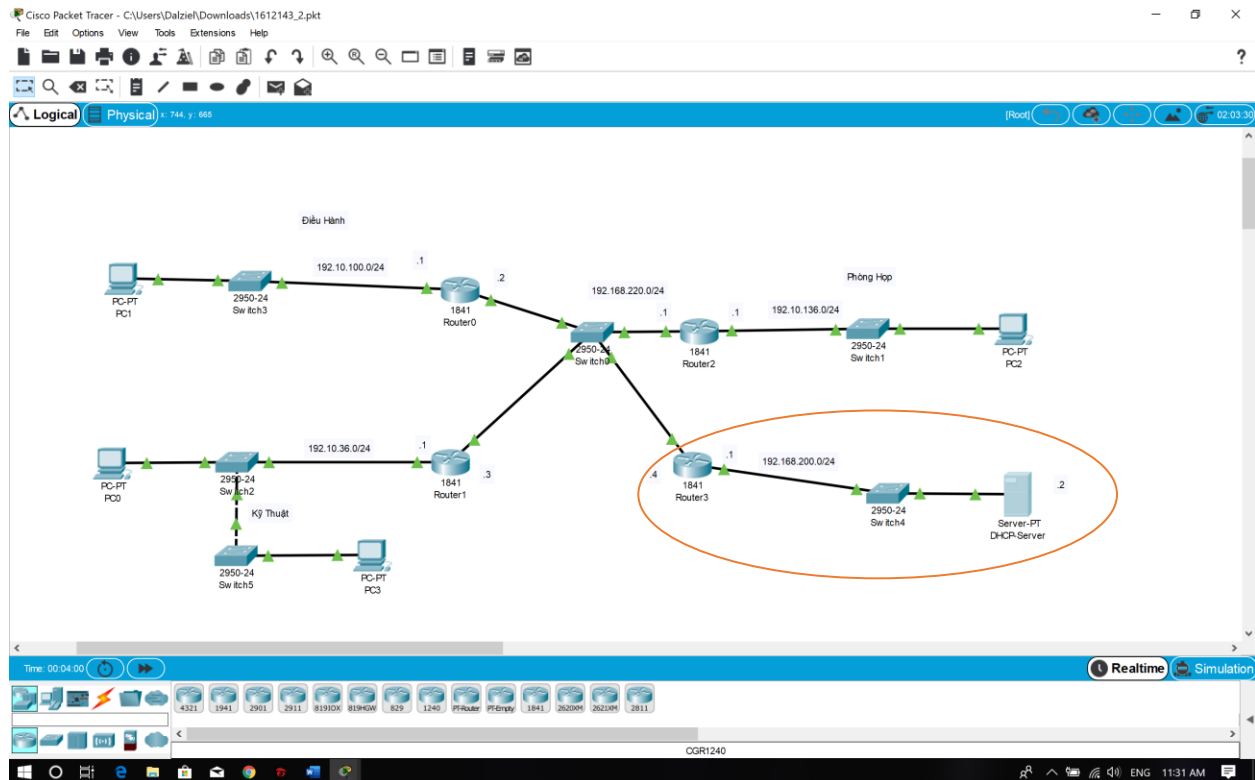 Cisco Packet Tracer - C:\Users\Dalziel\Downloads\1612143_2.pkt
File Edit Options View Tools Extensions Help
?
Logical Physical x: 744, y: 665 [Root] 02:03:30
Điều Hành
192.10.100.0/24
.1
.2
PC-PT
PC1
2950-24
Switch3
1841
Router0
192.168.220.0/24
Phòng Họp
.1
.1
192.10.136.0/24
2950-24
Switch0
1841
Router2
2950-24
Switch1
PC-PT
PC2
192.10.36.0/24
.1
.3
PC-PT
PC0
2950-24
Switch2
1841
Router1
Kỹ Thuật
2950-24
Switch5
PC-PT
PC3
.1
192.168.200.0/24
.4
1841
Router3
2950-24
Switch4
.2
Server-PT
DHCP-Server
Time: 00:04:00 Realtime Simulation
4321 1941 2901 2911 819IOX 819HGW 829 1240 PT-Router PT-Empty 1841 2620XM 2621XM 2811
CGR1240
ENG 11:31 AM